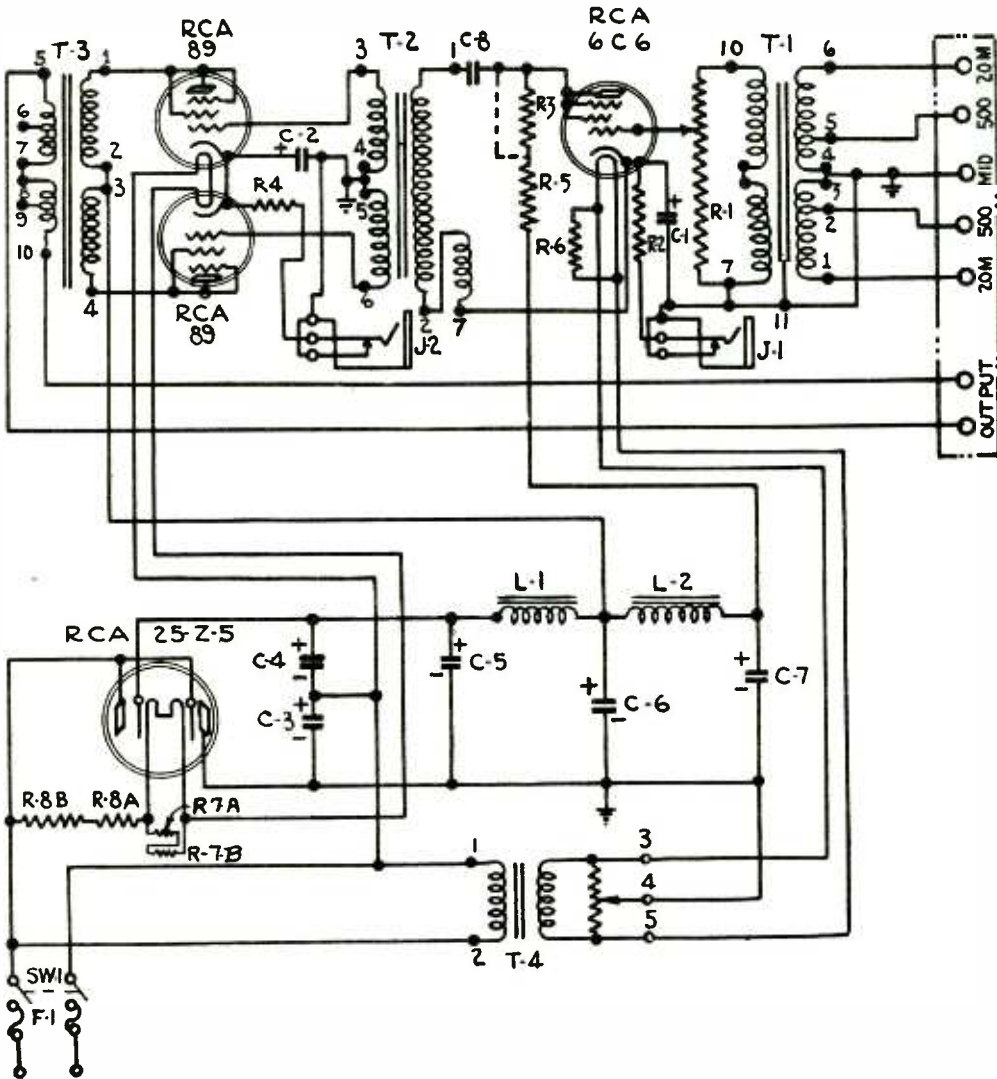 RCA
89
RCA
6C6
T-3
T-2
T-1
5
1
3
1
C-8
10
6
20M
6
R3
5
500
7
C-2
+
2
4
4
MID
8
3
5
R-5
3
9
R4
R-6
R2
+
C-1
R-1
2
500
10
4
6
2
7
7
11
1
20M
RCA
89
J-2
J-1
OUTPUT
L-1
L-2
RCA 25-Z-5
+
C-4
-
+
C-5
-
+
C-6
-
+
C-7
-
+
C-3
-
R-8B
R-8A
R7A
R-7-B
1
3
4
5
2
T-4
SW1
F-1